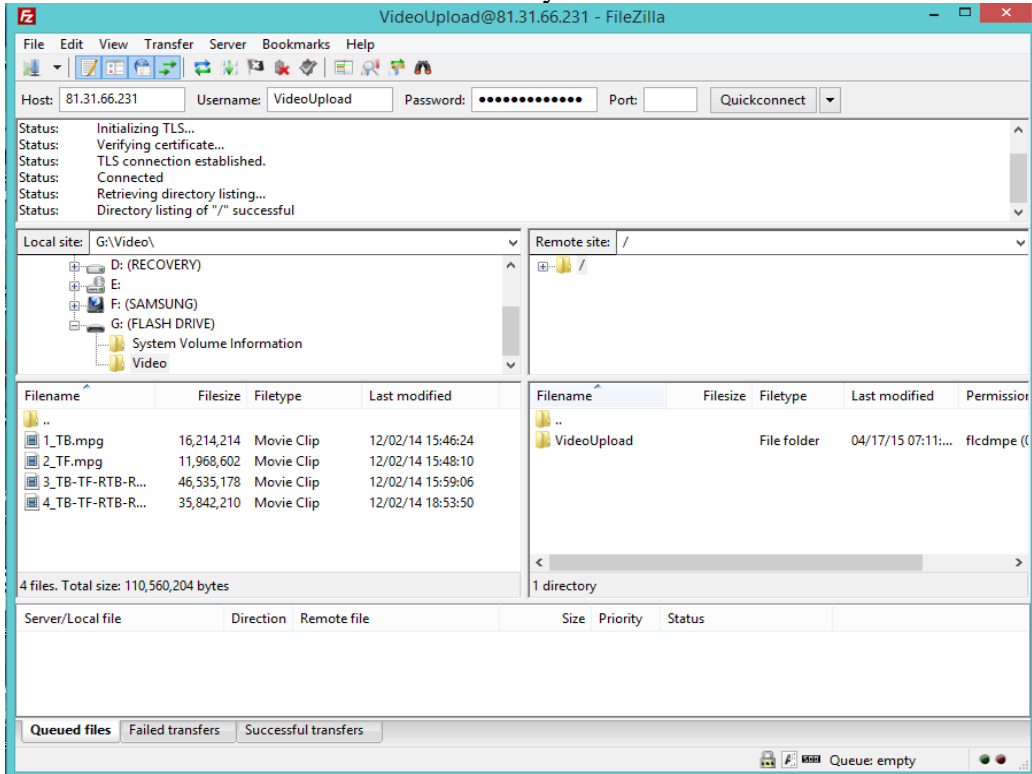 VideoUpload@81.31.66.231 - FileZilla
File Edit View Transfer Server Bookmarks Help
Host: 81.31.66.231 Username: VideoUpload Password: ●●●●●●●●●●●●● Port: Quickconnect
Status: Initializing TLS...
Status: Verifying certificate...
Status: TLS connection established.
Status: Connected
Status: Retrieving directory listing...
Status: Directory listing of "/" successful
Local site: G:\Video\ Remote site: /
D: (RECOVERY) /
E:
F: (SAMSUNG)
G: (FLASH DRIVE)
System Volume Information
Video
Filename Filesize Filetype Last modified Filename Filesize Filetype Last modified Permission
.. ..
1_TB.mpg 16,214,214 Movie Clip 12/02/14 15:46:24 VideoUpload File folder 04/17/15 07:11:... flcdmpe (0
2_TF.mpg 11,968,602 Movie Clip 12/02/14 15:48:10
3_TB-TF-RTB-R... 46,535,178 Movie Clip 12/02/14 15:59:06
4_TB-TF-RTB-R... 35,842,210 Movie Clip 12/02/14 18:53:50
4 files. Total size: 110,560,204 bytes 1 directory
Server/Local file Direction Remote file Size Priority Status
Queued files Failed transfers Successful transfers
Queue: empty